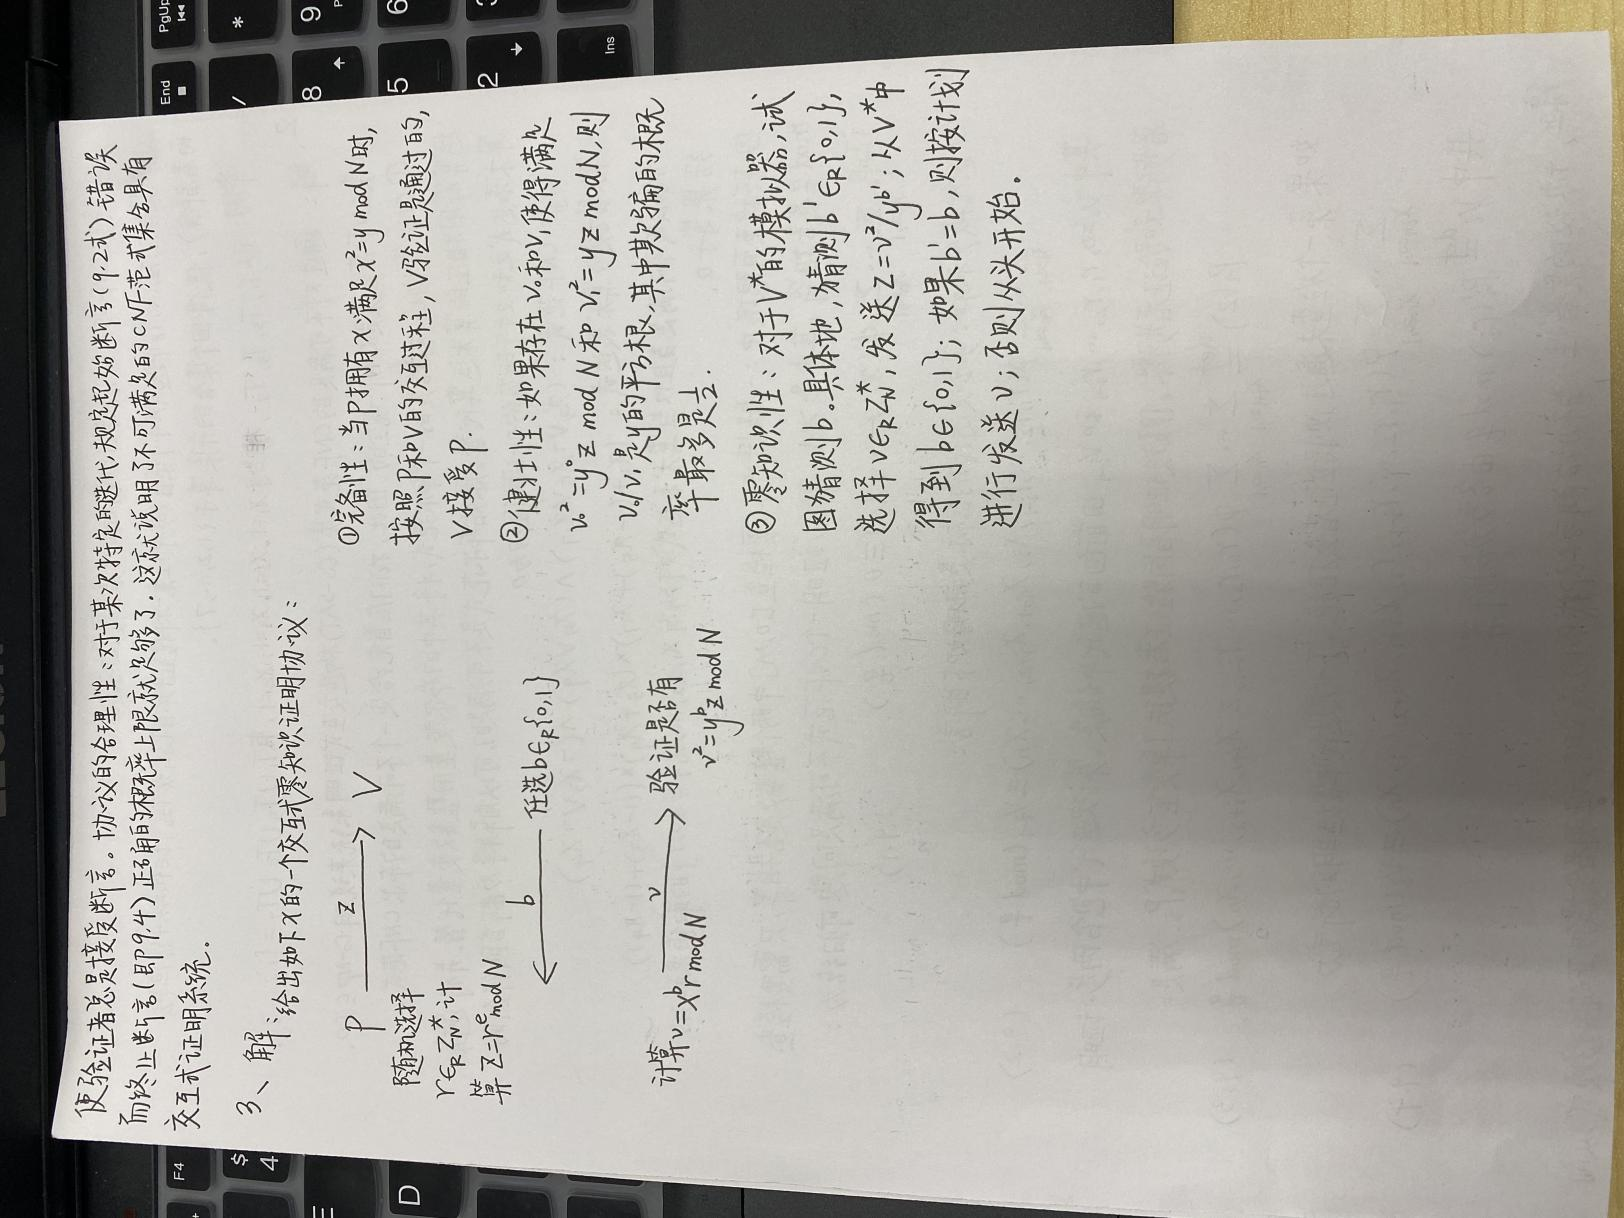 使验证者总是接受断言。协议的合理性：对于某次特定的迭代,规定起始断言(9.2式)错误
而终止断言(即9.4)正确的概率上限就足够了.这就说明了不可满足的CNF范式集合具有
交互式证明系统.
3、解:给出如下x的一个交互式零知识证明协议：
P
z
V
随机选择
r∈R Z_N^*,计
算 z=r^e mod N
b
任选b∈R{0,1}
计算v=x^b r mod N
v
验证是否有
v²=y^b z mod N
①完备性：当P拥有x满足x²=y mod N时,
按照P和V的交互过程,V验证是通过的,
V接受P.
②健壮性:如果存在v₀和v₁使得满足
v₀²=y⁰z mod N 和 v₁²=yz mod N,则
v₀/v₁是y的平方根,其中欺骗的概
率最多是½.
③零知识性：对于V*的模拟器,试
图猜测b。具体地,猜测b'∈R{0,1},
选择v∈R Z_N^*,发送z=v²/y^b';从V*中
得到b∈{0,1};如果b'=b,则按计划
进行发送v;否则从头开始.
PgUp
End
Ins
F4
$
4
D
*
/
9
8
6
5
2